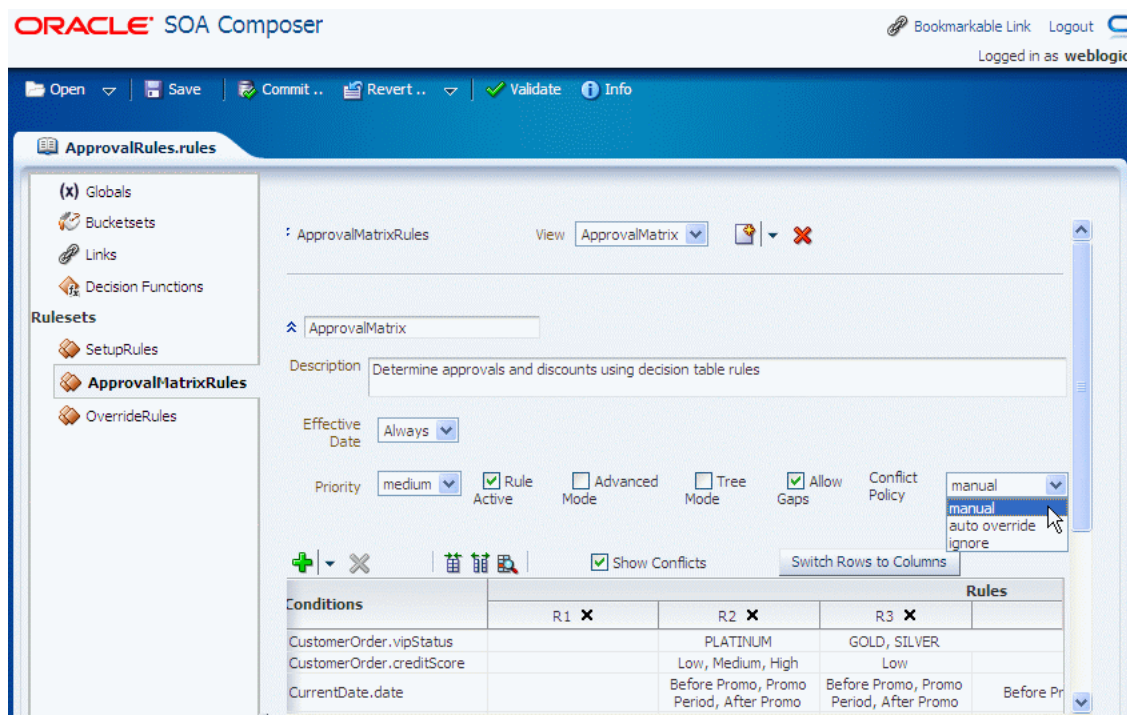 ORACLE SOA Composer
Bookmarkable Link Logout
Logged in as weblogic
Open Save Commit .. Revert .. Validate Info
ApprovalRules.rules
(x) Globals
Bucketsets
Links
Decision Functions
Rulesets
SetupRules
ApprovalMatrixRules
OverrideRules
ApprovalMatrixRules View ApprovalMatrix
ApprovalMatrix
Description Determine approvals and discounts using decision table rules
Effective
Date
Always
Priority medium
Rule
Active
Advanced
Mode
Tree
Mode
Allow
Gaps
Conflict
Policy
manual
manual
auto override
ignore
Show Conflicts Switch Rows to Columns
Conditions Rules
R1 R2 R3
CustomerOrder.vipStatus PLATINUM GOLD, SILVER
CustomerOrder.creditScore Low, Medium, High Low
CurrentDate.date
Before Promo, Promo
Period, After Promo
Before Promo, Promo
Period, After Promo
Before Pr